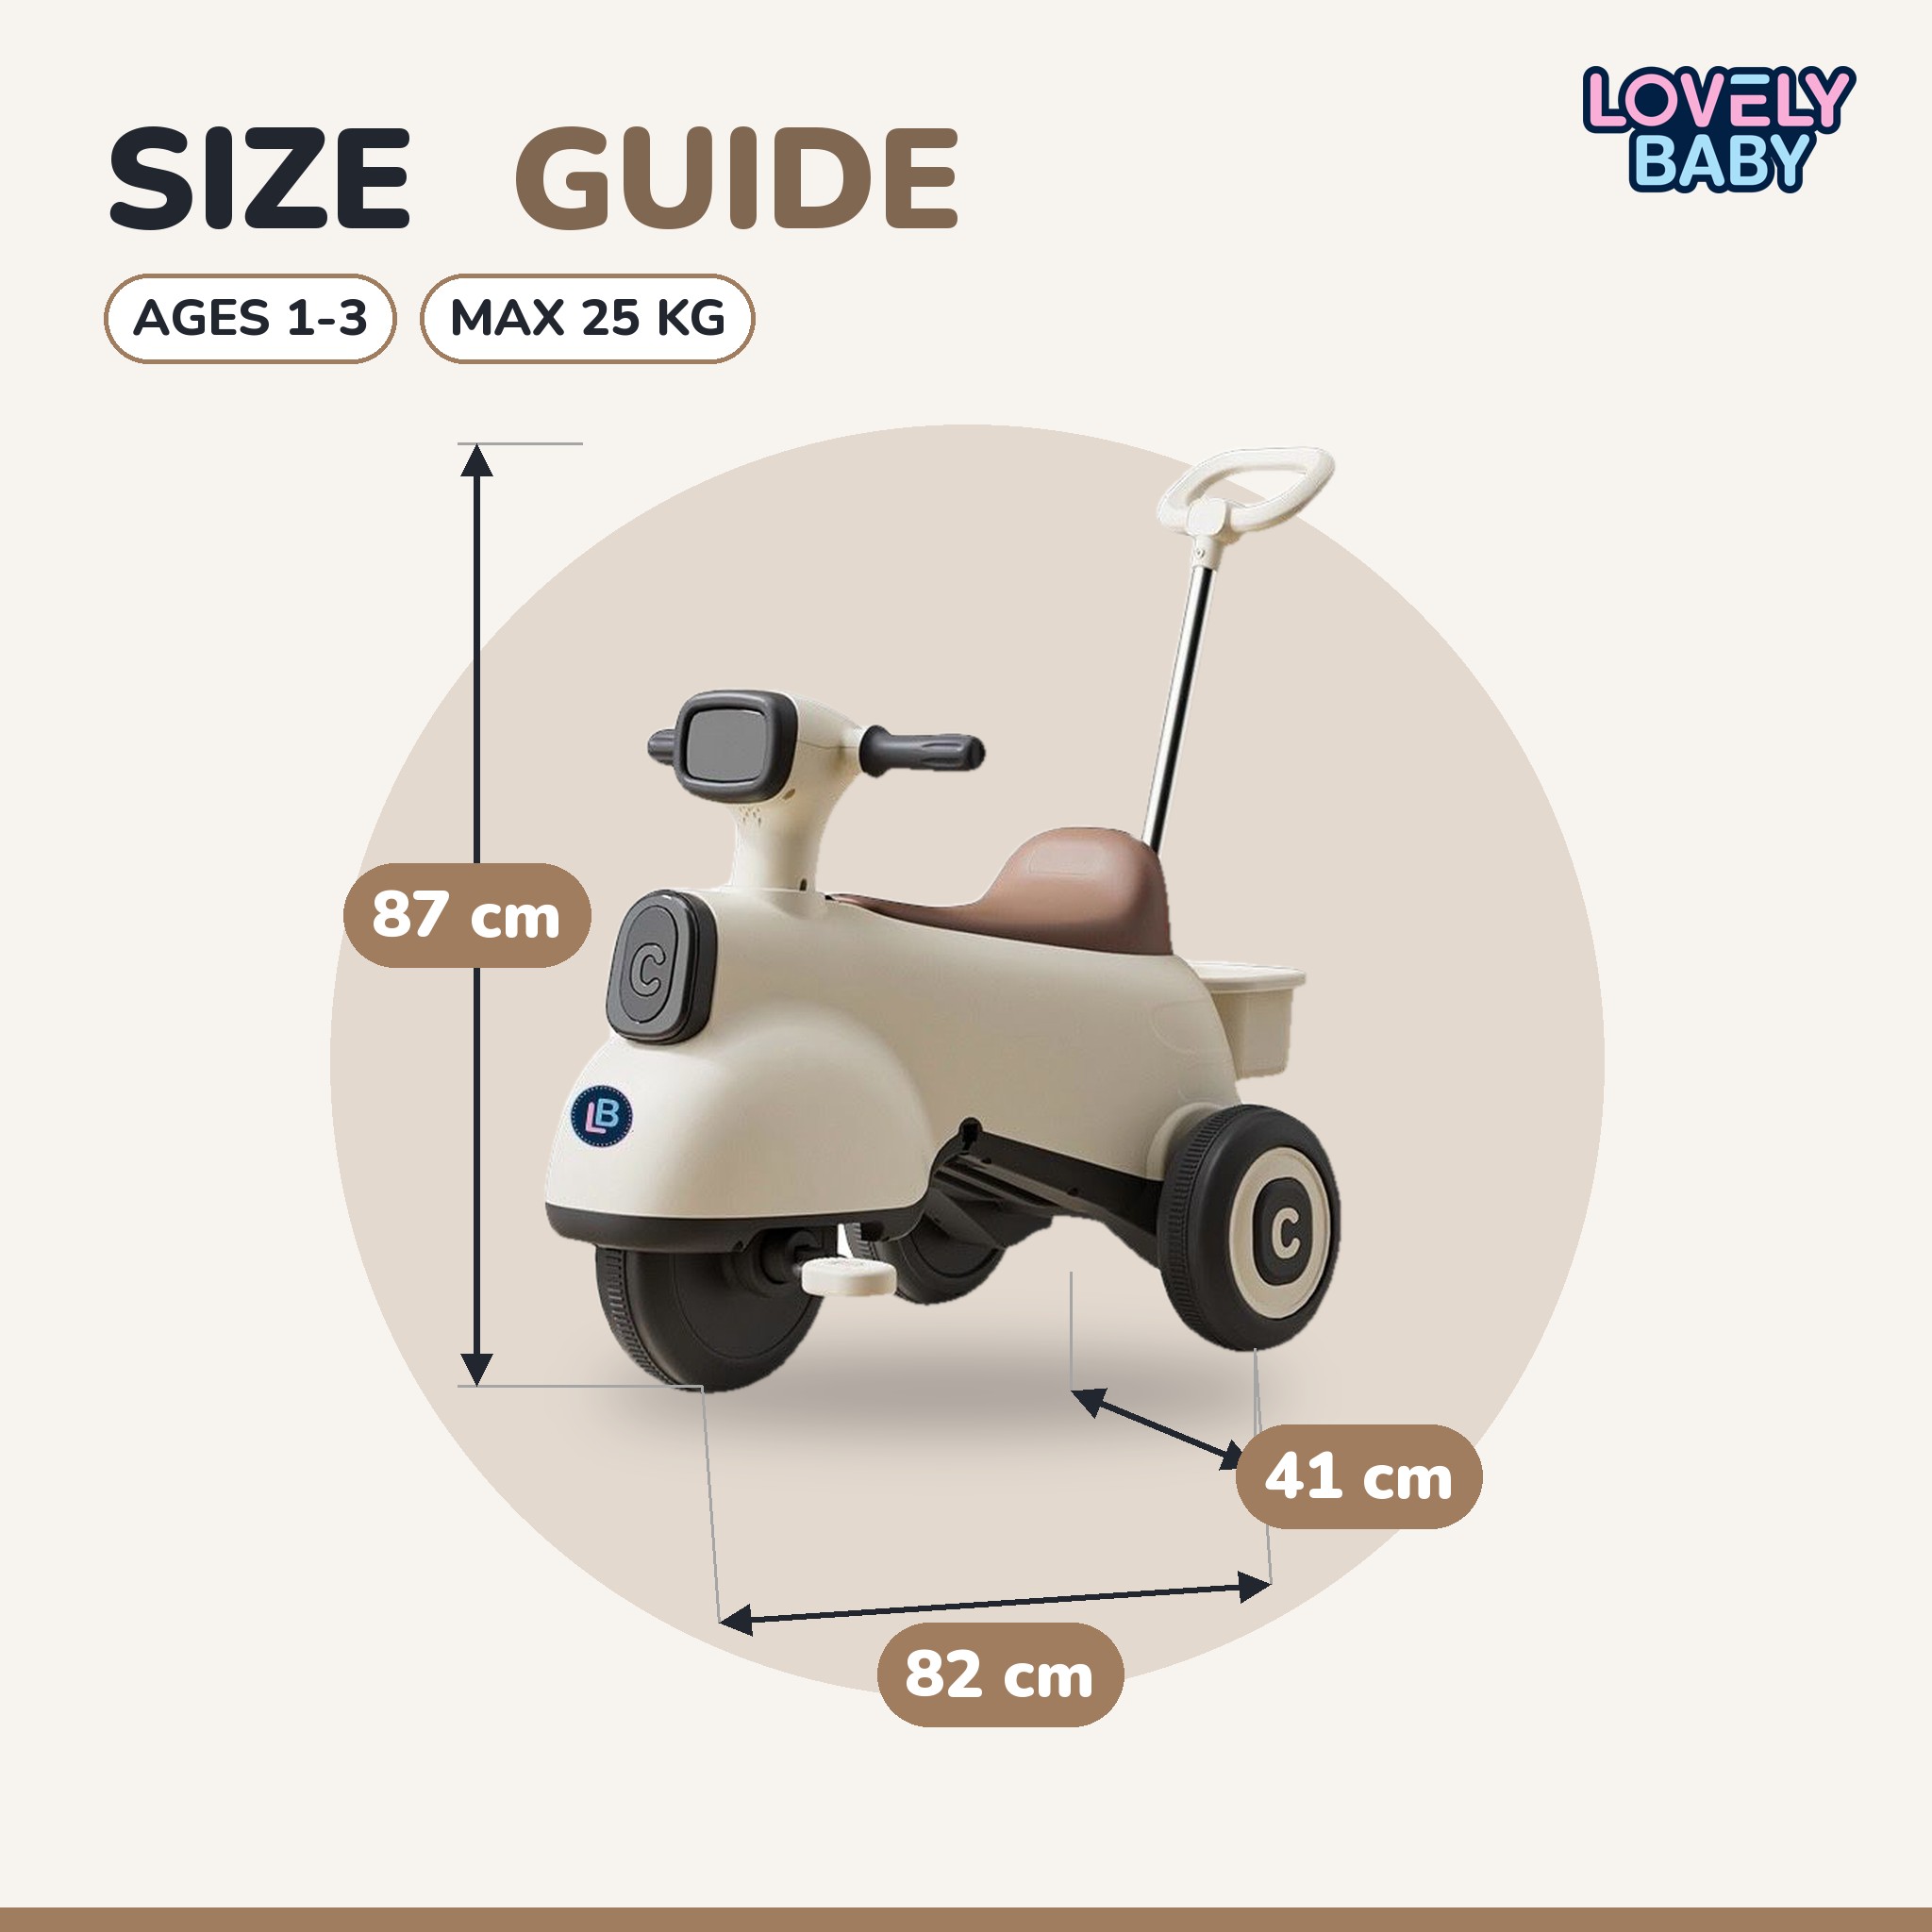 LOVELY
BABY
SIZE GUIDE
AGES 1-3 MAX 25 KG
87 cm
C
LB
C
41 cm
82 cm